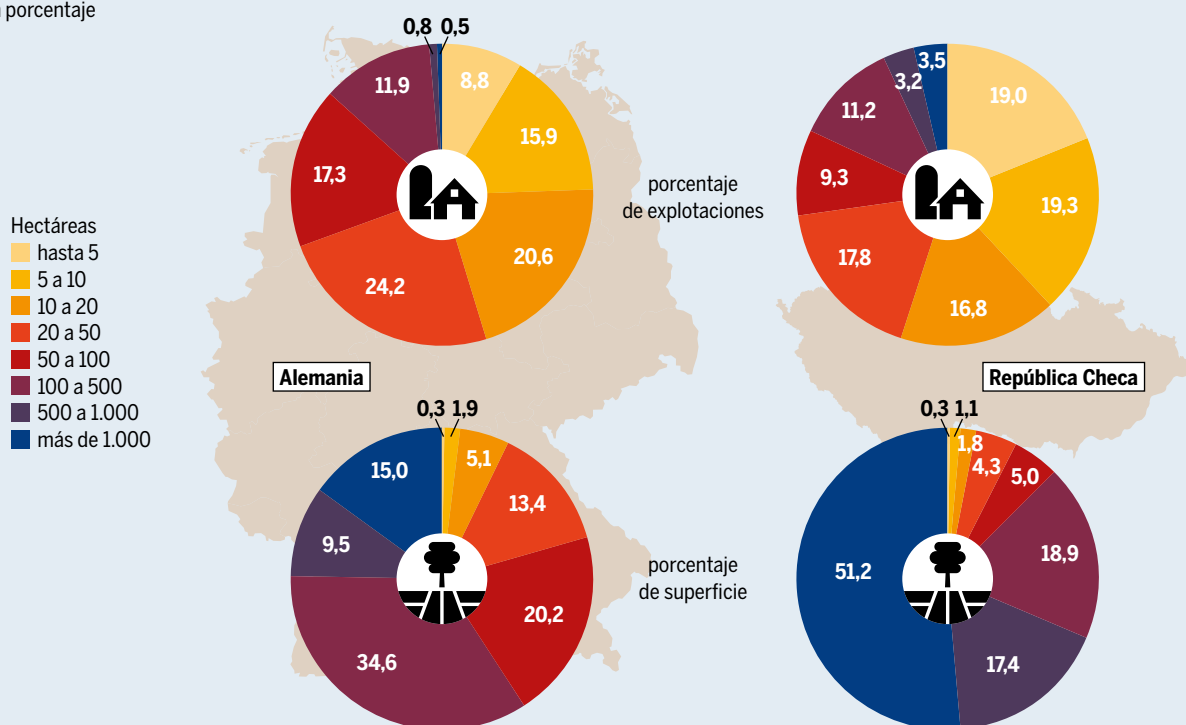 porcentaje
0,8 0,5
8,8
15,9
20,6
24,2
17,3
11,9
3,5
3,2
19,0
19,3
16,8
17,8
9,3
11,2
porcentaje
de explotaciones
Hectáreas
hasta 5
5 a 10
10 a 20
20 a 50
50 a 100
100 a 500
500 a 1.000
más de 1.000
Alemania
República Checa
0,3 1,9
5,1
13,4
20,2
34,6
9,5
15,0
0,3 1,1
1,8
4,3
5,0
18,9
17,4
51,2
porcentaje
de superficie